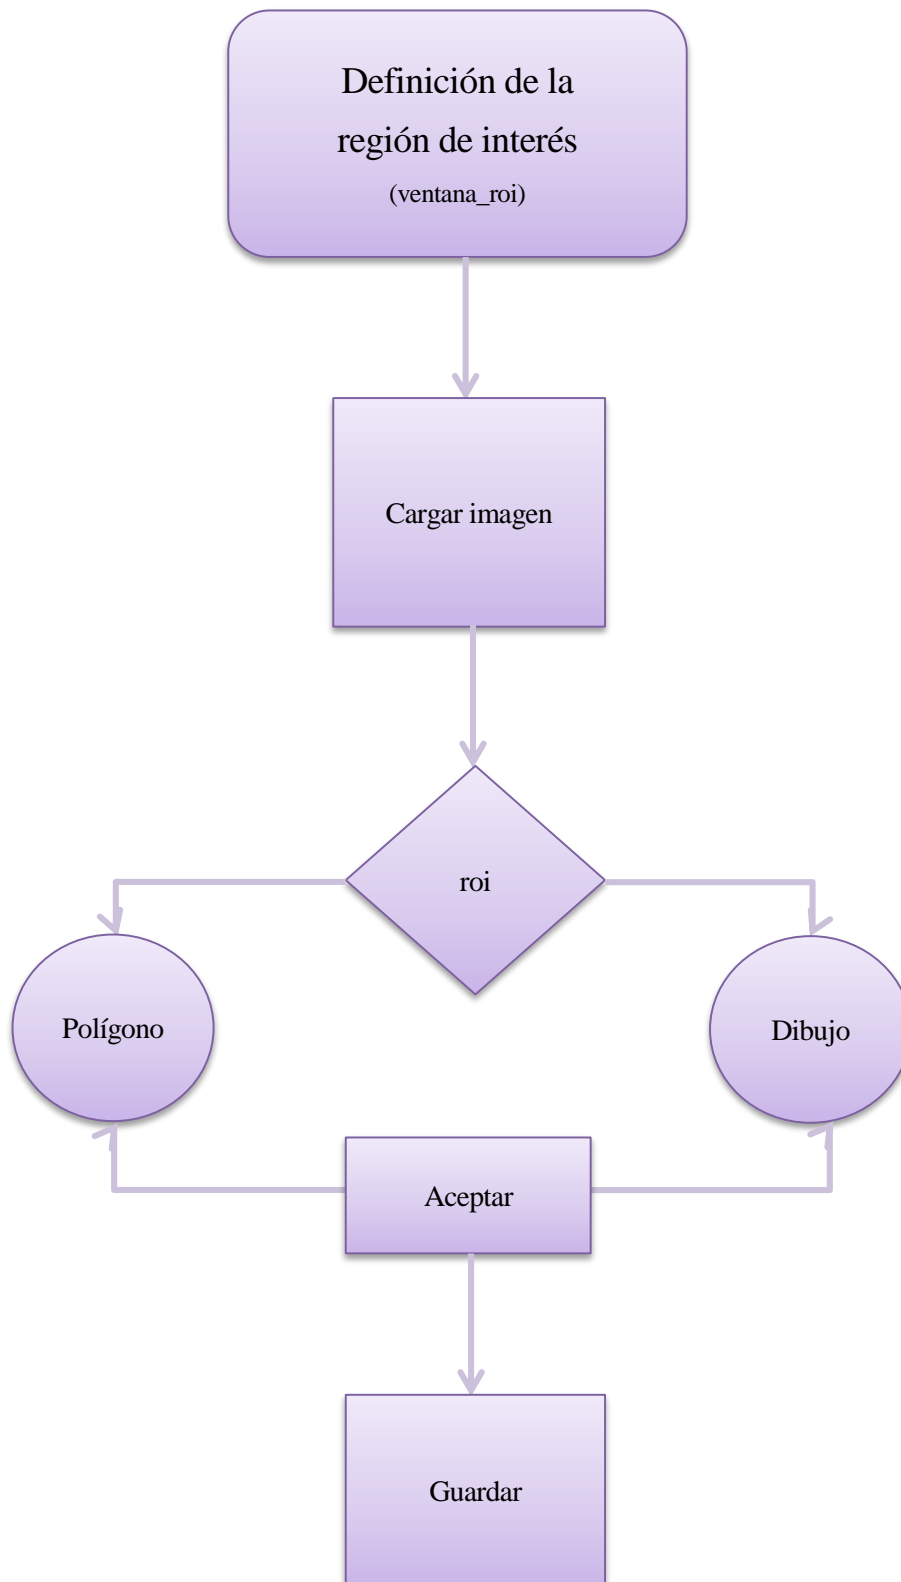 Definición de la
región de interés
(ventana_roi)
Cargar imagen
roi
Polígono
Dibujo
Aceptar
Guardar